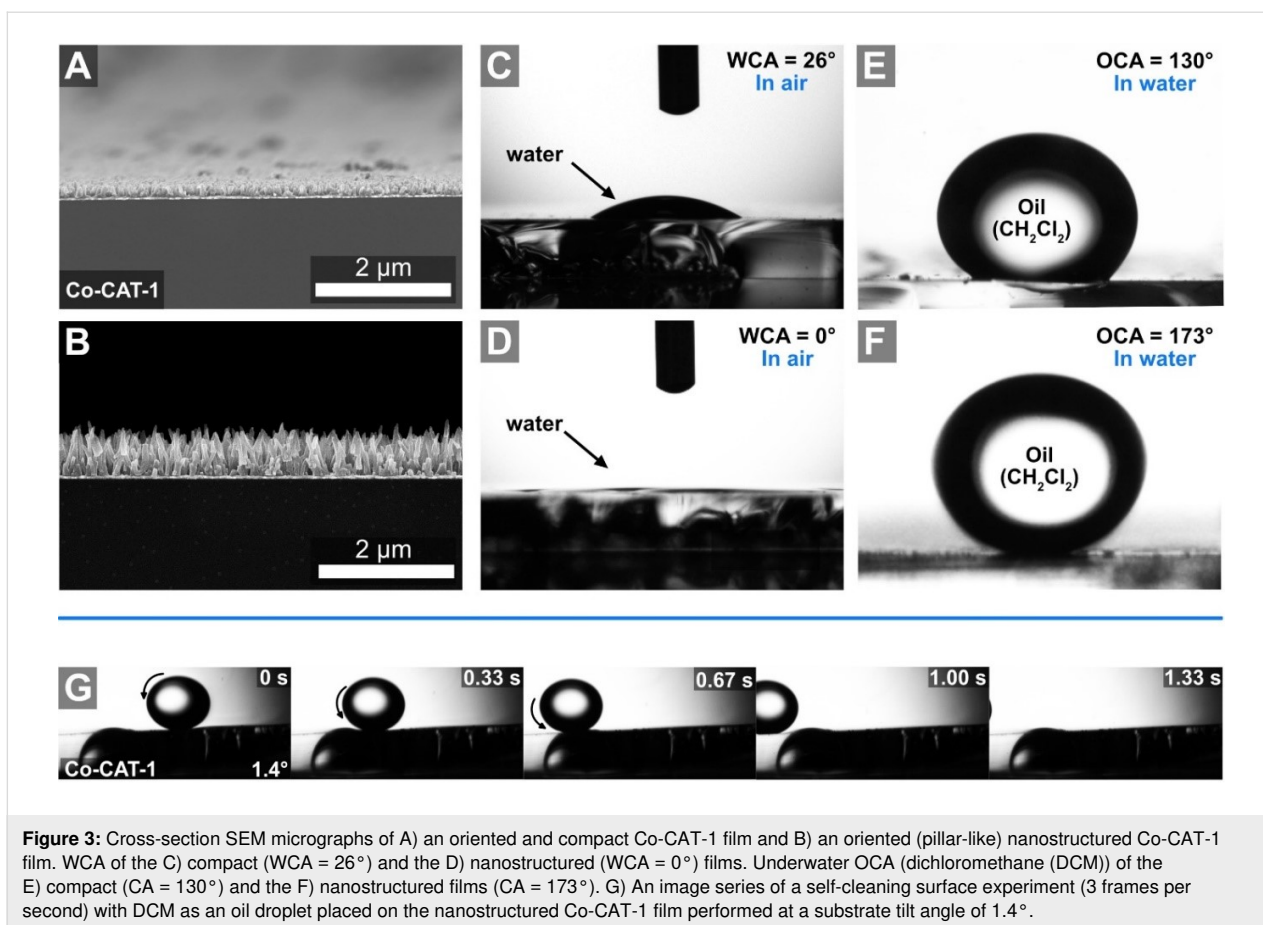 A
Co-CAT-1
2 µm
B
2 µm
C
WCA = 26°
In air
water
D
WCA = 0°
In air
water
E
OCA = 130°
In water
Oil
(CH₂Cl₂)
F
OCA = 173°
In water
Oil
(CH₂Cl₂)
G
0 s
0.33 s
0.67 s
1.00 s
1.33 s
Co-CAT-1
1.4°
Figure 3: Cross-section SEM micrographs of A) an oriented and compact Co-CAT-1 film and B) an oriented (pillar-like) nanostructured Co-CAT-1
film. WCA of the C) compact (WCA = 26°) and the D) nanostructured (WCA = 0°) films. Underwater OCA (dichloromethane (DCM)) of the
E) compact (CA = 130°) and the F) nanostructured films (CA = 173°). G) An image series of a self-cleaning surface experiment (3 frames per
second) with DCM as an oil droplet placed on the nanostructured Co-CAT-1 film performed at a substrate tilt angle of 1.4°.